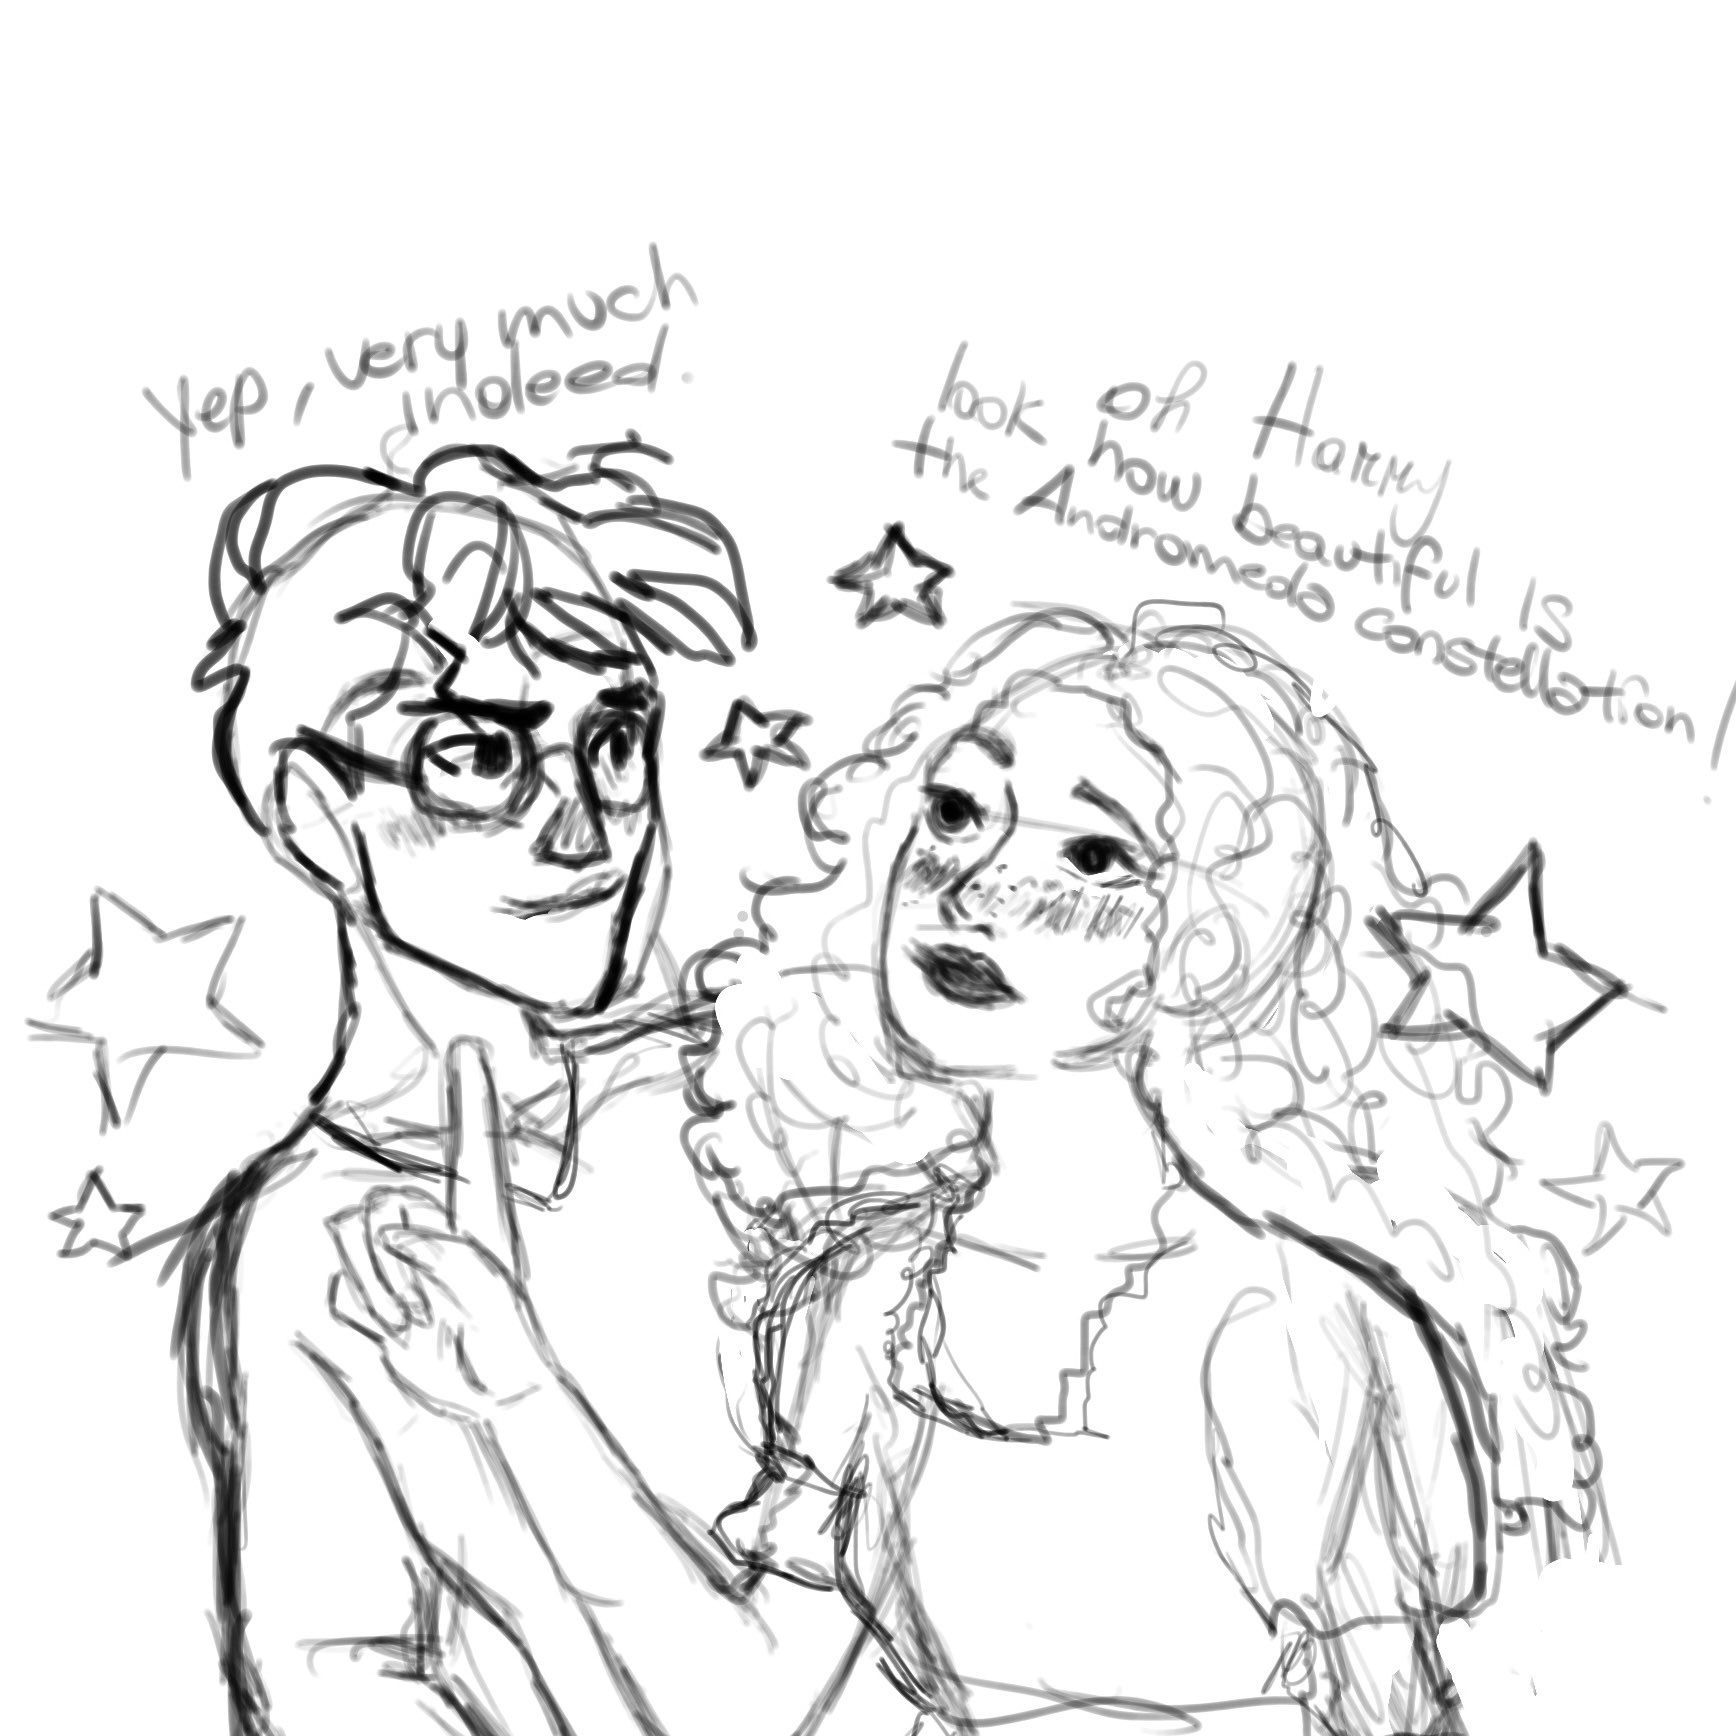 Yep, very much
indeed.
oh Harry
look how beautiful is
the Andromeda constellation!